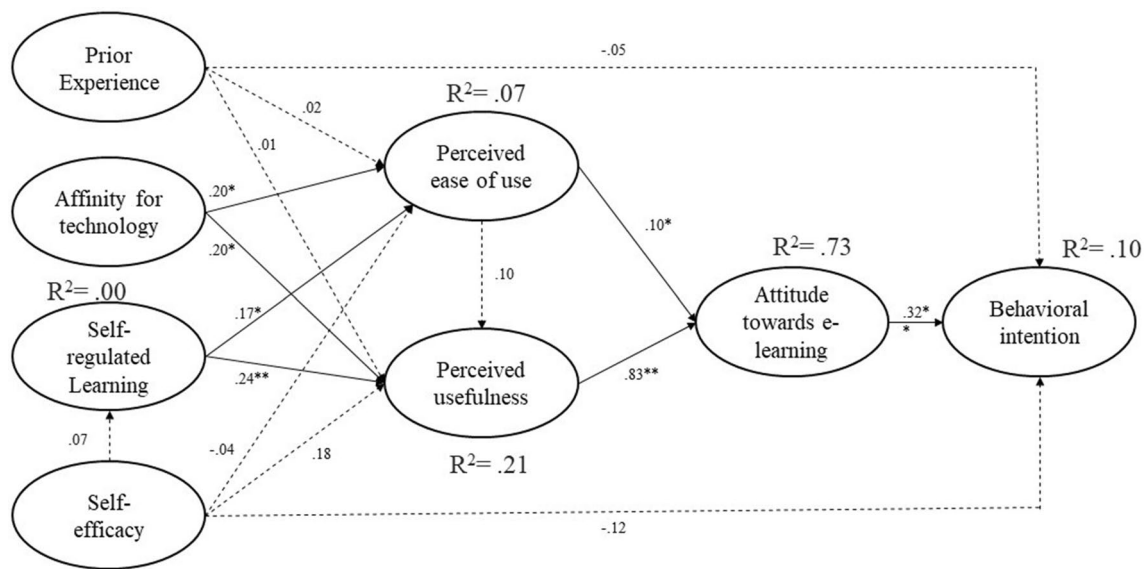 Prior
Experience
-.05
R²= .07
.02
.01
Perceived
ease of use
Affinity for
technology
.20*
.20*
.10*
R²= .73
R²= .10
.10
R²= .00
Self-
regulated
Learning
.17*
.24**
Attitude
towards e-
learning
.32*
*
Behavioral
intention
Perceived
usefulness
.83**
.07
-.04
.18
R²= .21
Self-
efficacy
-.12